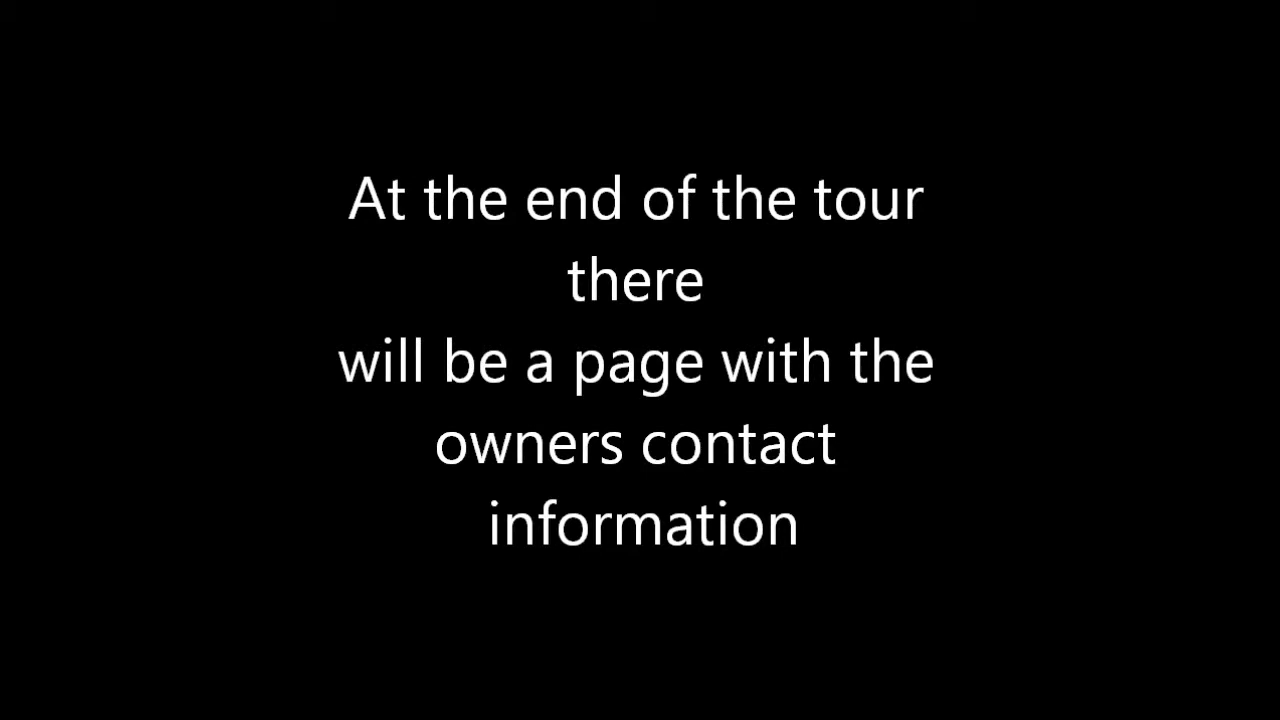 At the end of the tour
there
will be a page with the
owners contact
information